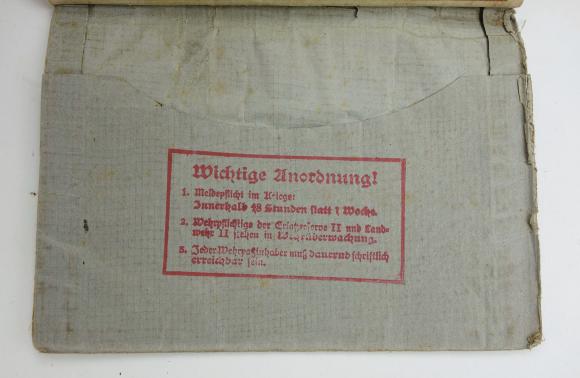 Wichtige Anordnung!
1. Meldepflicht im Kriege:
Innerhalb 48 Stunden statt 1 Woche.
2. Wehrpflichtige der Ersatzreserve II und Land-
wehr II stehen in Wehrüberwachung.
3. Jeder Wehrpaßinhaber muß dauernd schriftlich
erreichbar sein.